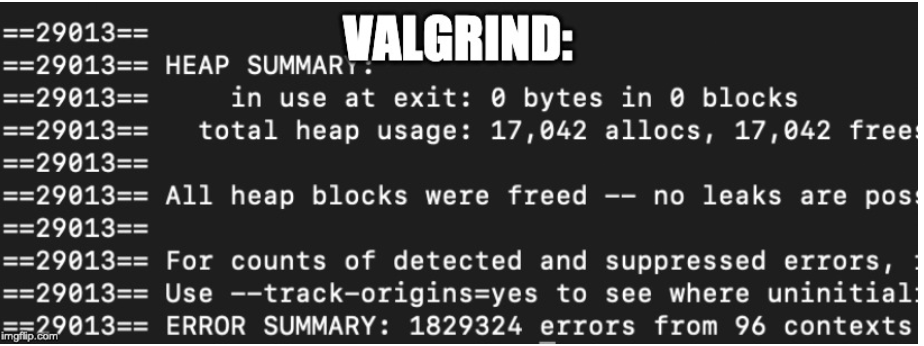 VALGRIND:
==29013==
==29013== HEAP SUMMARY:
==29013== in use at exit: 0 bytes in 0 blocks
==29013== total heap usage: 17,042 allocs, 17,042 frees
==29013==
==29013== All heap blocks were freed -- no leaks are poss
==29013==
==29013== For counts of detected and suppressed errors,
==29013== Use --track-origins=yes to see where uninitiali
==29013== ERROR SUMMARY: 1829324 errors from 96 contexts
imgflip.com